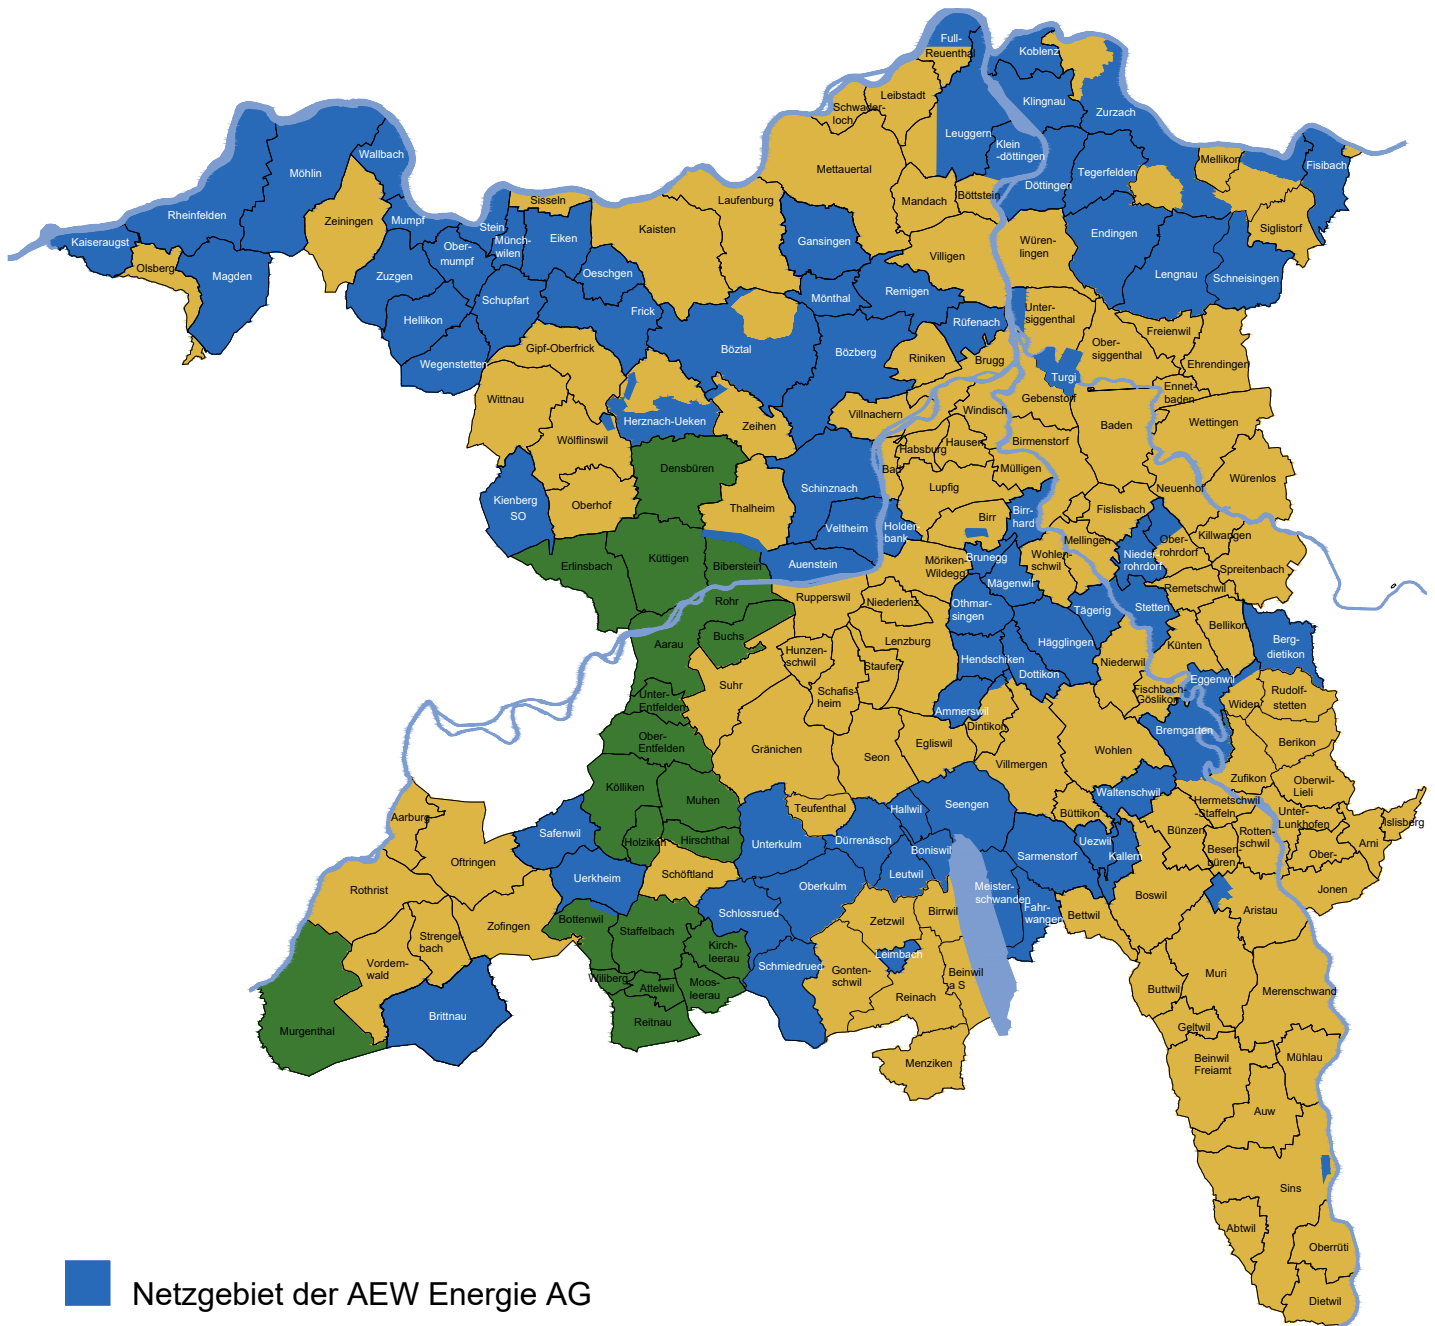 Full-
Reuenthal
Koblenz
Leibstadt
Schwader-
loch
Klingnau
Zurzach
Leuggern
Klein
-döttingen
Wallbach
Möhlin
Mettauertal
Mellikon
Fisibach
Tegerfelden
Döttingen
Böttstein
Mandach
Laufenburg
Sisseln
Rheinfelden
Zeiningen
Mumpf
Stein
Münch-
wilen
Eiken
Kaisten
Gansingen
Würen-
lingen
Endingen
Siglistorf
Kaiseraugst
Ober-
mumpf
Villigen
Olsberg
Magden
Zuzgen
Oeschgen
Lengnau
Schneisingen
Schupfart
Mönthal
Remigen
Hellikon
Frick
Rüfenach
Unter-
siggenthal
Freienwil
Gipf-Oberfrick
Böztal
Bözberg
Riniken
Brugg
Ober-
siggenthal
Wegenstetten
Ehrendingen
Turgi
Ennet-
baden
Wittnau
Gebenstorf
Villnachern
Windisch
Herznach-Ueken
Zeihen
Baden
Wettingen
Wölflinswil
Habsburg
Hausen
Birmenstorf
Densbüren
Bad
Mülligen
Würenlos
Schinznach
Lupfig
Neuenhof
Kienberg
SO
Oberhof
Thalheim
Birr
Birr-
hard
Fislisbach
Veltheim
Holder-
bank
Mellingen
Ober-
rohrdorf
Killwangen
Küttigen
Erlinsbach
Biberstein
Auenstein
Möriken-
Wildegg
Brunegg
Wohlen-
schwil
Nieder-
rohrdorf
Spreitenbach
Mägenwil
Remetschwil
Rohr
Rupperswil
Niederlenz
Othmar-
singen
Tägerig
Stetten
Bellikon
Buchs
Aarau
Lenzburg
Hägglingen
Künten
Berg-
dietikon
Hunzen-
schwil
Staufen
Hendschiken
Dottikon
Niederwil
Eggenwil
Suhr
Schafis-
heim
Fischbach-
Göslikon
Rudolf-
stetten
Unter-
Entfelden
Ammerswil
Dintikon
Widen
Bremgarten
Ober-
Entfelden
Gränichen
Seon
Egliswil
Wohlen
Berikon
Villmergen
Zufikon
Oberwil-
Lieli
Kölliken
Muhen
Teufenthal
Hallwil
Seengen
Waltenschwil
Hermetschwil
-Staffeln
Büttikon
Unter-
Lunkhofen
Islisberg
Aarburg
Safenwil
Holziken
Hirschthal
Unterkulm
Dürrenäsch
Boniswil
Uezwil
Bünzen
Rotten-
schwil
Arni
Sarmenstorf
Kallern
Besen-
büren
Ober-
Oftringen
Uerkheim
Schöftland
Leutwil
Rothrist
Oberkulm
Meister-
schwanden
Boswil
Jonen
Schlossrued
Birrwil
Fahr-
wangen
Bettwil
Aristau
Bottenwil
Zetzwil
Zofingen
Staffelbach
Strengel
bach
Kirch-
leerau
Leimbach
Vordem-
wald
Schmiedrued
Gonten-
schwil
Beinwil
a S
Muri
Wiliberg
Attelwil
Moos-
leerau
Reinach
Buttwil
Merenschwand
Brittnau
Reitnau
Murgenthal
Geltwil
Menziken
Beinwil
Freiamt
Mühlau
Auw
Sins
Abtwil
Oberrüti
Dietwil
Netzgebiet der AEW Energie AG